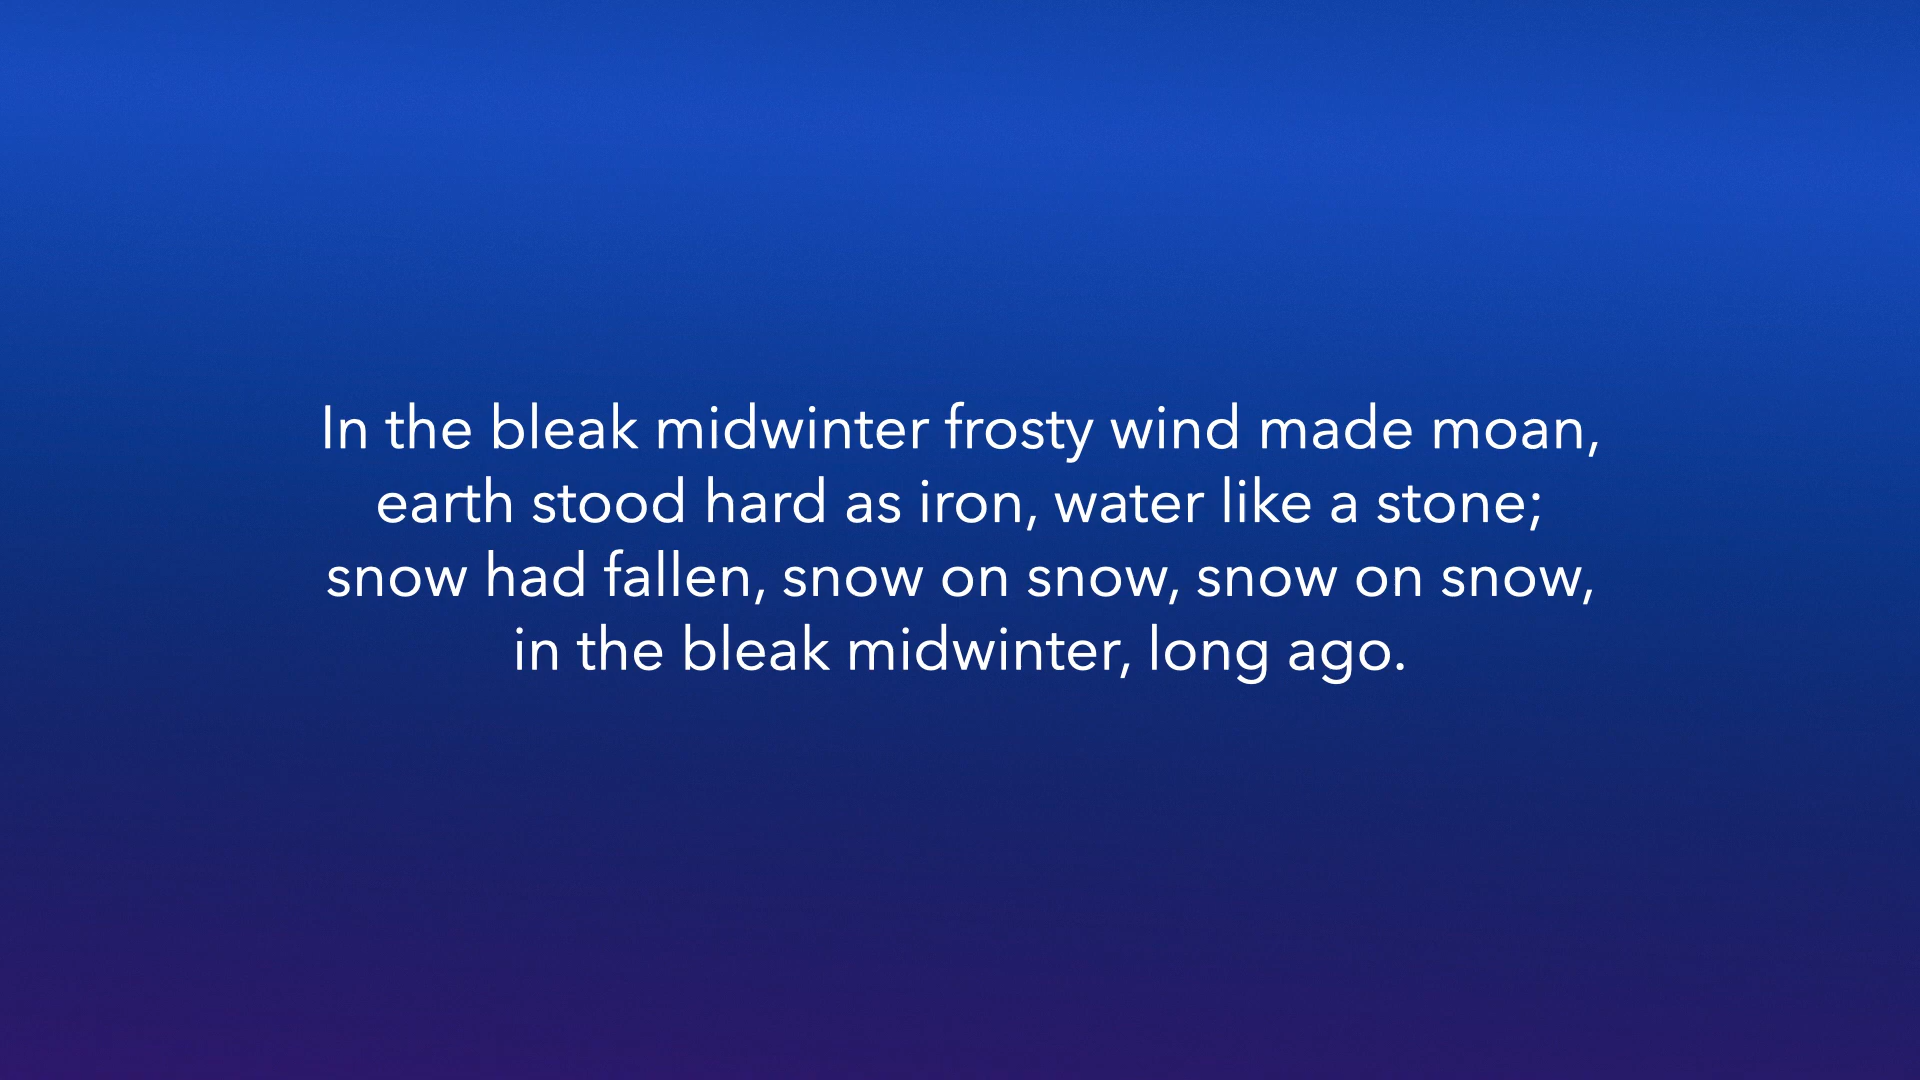 In the bleak midwinter frosty wind made moan,
earth stood hard as iron, water like a stone;
snow had fallen, snow on snow, snow on snow,
in the bleak midwinter, long ago.